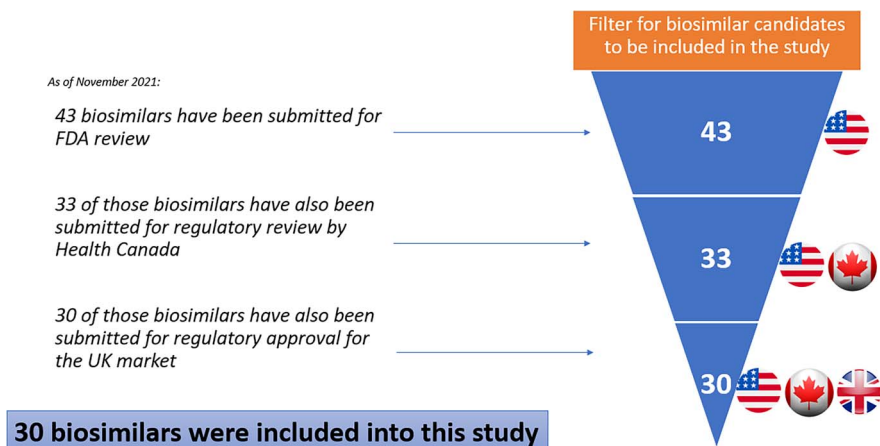 Filter for biosimilar candidates
to be included in the study
As of November 2021:
43 biosimilars have been submitted for
FDA review
43
33 of those biosimilars have also been
submitted for regulatory review by
Health Canada
33
30 of those biosimilars have also been
submitted for regulatory approval for
the UK market
30
30 biosimilars were included into this study